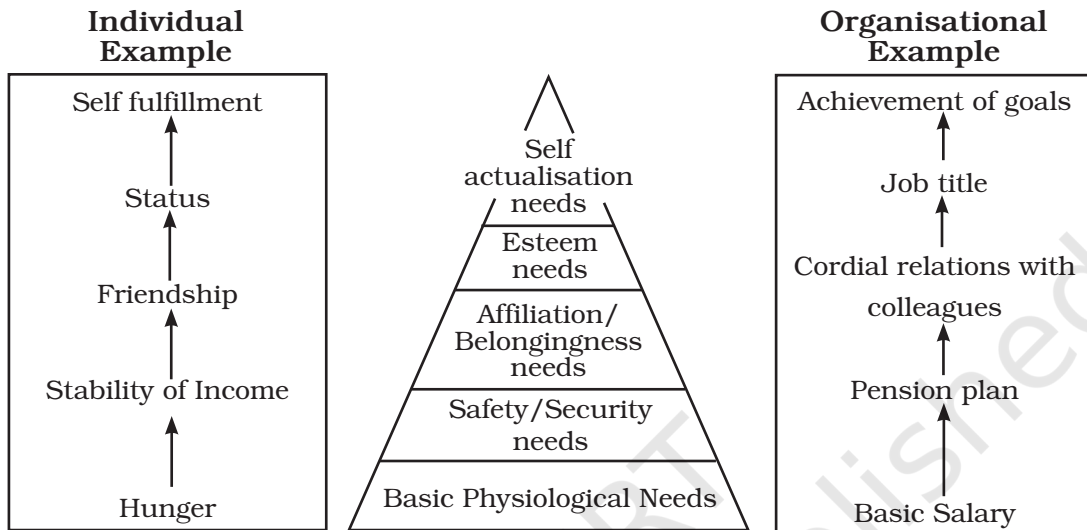 Individual
Example
Self fulfillment
Status
Friendship
Stability of Income
Hunger
Self
actualisation
needs
Esteem
needs
Affiliation/
Belongingness
needs
Safety/Security
needs
Basic Physiological Needs
Organisational
Example
Achievement of goals
Job title
Cordial relations with
colleagues
Pension plan
Basic Salary